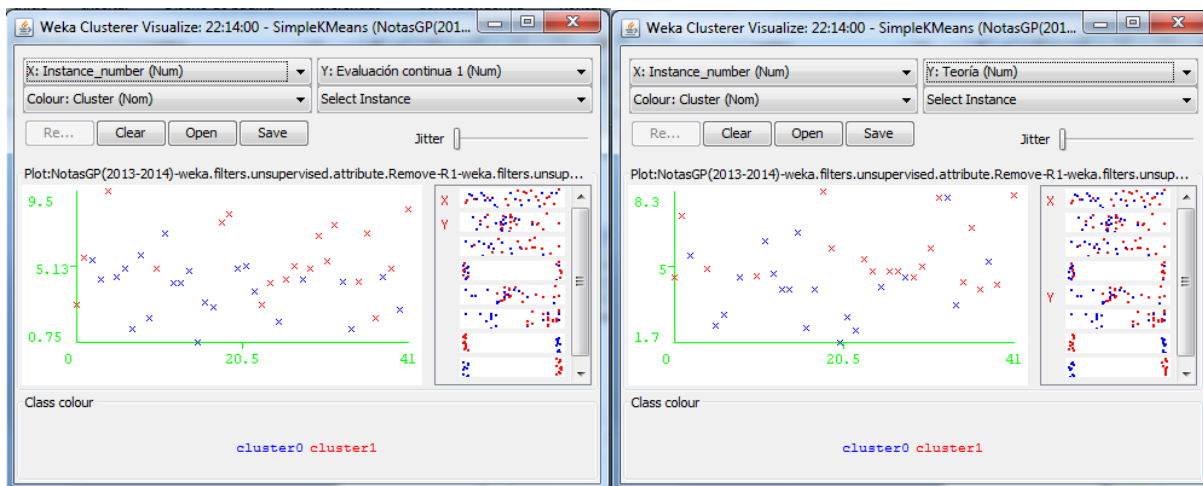 Weka Clusterer Visualize: 22:14:00 - SimpleKMeans (NotasGP(201...
X: Instance_number (Num)
Y: Evaluación continua 1 (Num)
Colour: Cluster (Nom)
Select Instance
Re...
Clear
Open
Save
Jitter
Plot:NotasGP(2013-2014)-weka.filters.unsupervised.attribute.Remove-R1-weka.filters.unsup...
9.5
5.13
0.75
0
20.5
41
X
Y
Class colour
cluster0 cluster1
Weka Clusterer Visualize: 22:14:00 - SimpleKMeans (NotasGP(201...
X: Instance_number (Num)
Y: Teoría (Num)
Colour: Cluster (Nom)
Select Instance
Re...
Clear
Open
Save
Jitter
Plot:NotasGP(2013-2014)-weka.filters.unsupervised.attribute.Remove-R1-weka.filters.unsup...
8.3
5
1.7
0
20.5
41
X
Y
Class colour
cluster0 cluster1